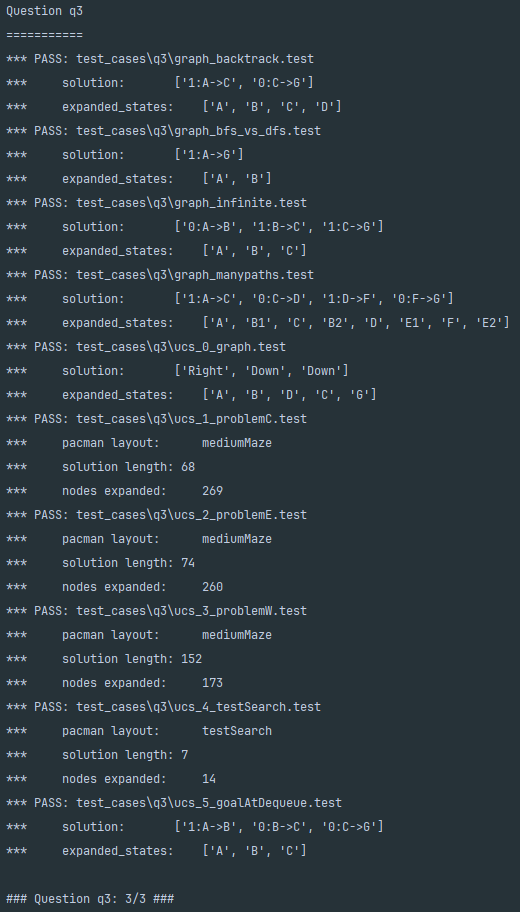 Question q3
===========
*** PASS: test_cases\q3\graph_backtrack.test
***     solution:       ['1:A->C', '0:C->G']
***     expanded_states:    ['A', 'B', 'C', 'D']
*** PASS: test_cases\q3\graph_bfs_vs_dfs.test
***     solution:       ['1:A->G']
***     expanded_states:    ['A', 'B']
*** PASS: test_cases\q3\graph_infinite.test
***     solution:       ['0:A->B', '1:B->C', '1:C->G']
***     expanded_states:    ['A', 'B', 'C']
*** PASS: test_cases\q3\graph_manypaths.test
***     solution:       ['1:A->C', '0:C->D', '1:D->F', '0:F->G']
***     expanded_states:    ['A', 'B1', 'C', 'B2', 'D', 'E1', 'F', 'E2']
*** PASS: test_cases\q3\ucs_0_graph.test
***     solution:       ['Right', 'Down', 'Down']
***     expanded_states:    ['A', 'B', 'D', 'C', 'G']
*** PASS: test_cases\q3\ucs_1_problemC.test
***     pacman layout:      mediumMaze
***     solution length: 68
***     nodes expanded:     269
*** PASS: test_cases\q3\ucs_2_problemE.test
***     pacman layout:      mediumMaze
***     solution length: 74
***     nodes expanded:     260
*** PASS: test_cases\q3\ucs_3_problemW.test
***     pacman layout:      mediumMaze
***     solution length: 152
***     nodes expanded:     173
*** PASS: test_cases\q3\ucs_4_testSearch.test
***     pacman layout:      testSearch
***     solution length: 7
***     nodes expanded:     14
*** PASS: test_cases\q3\ucs_5_goalAtDequeue.test
***     solution:       ['1:A->B', '0:B->C', '0:C->G']
***     expanded_states:    ['A', 'B', 'C']

### Question q3: 3/3 ###